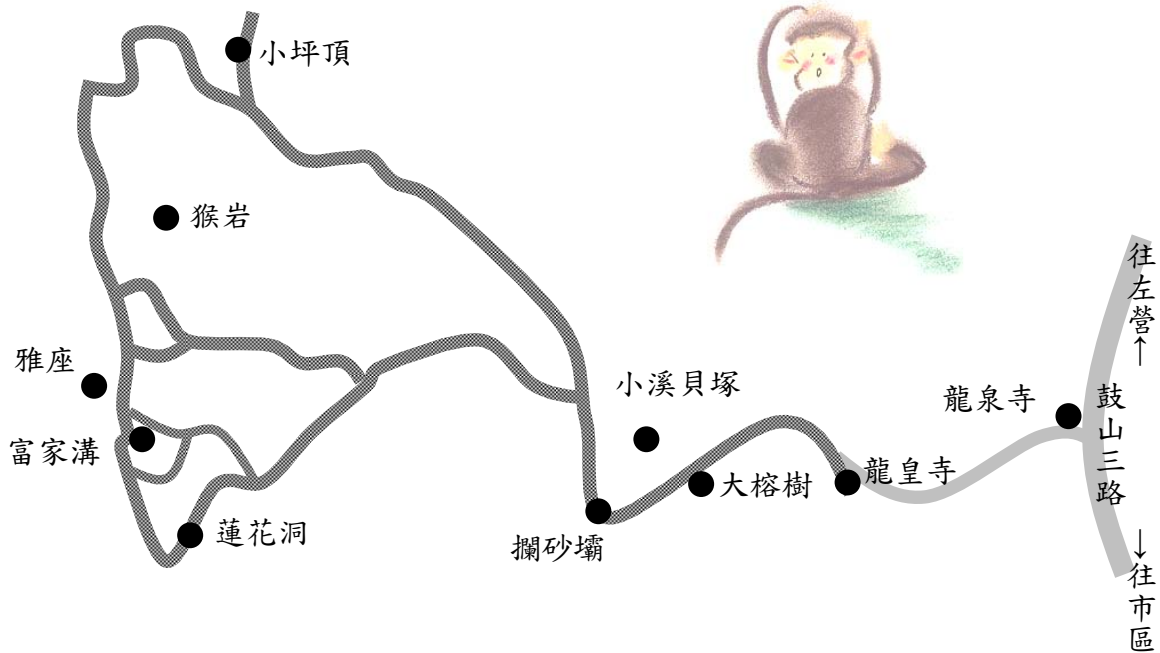 小坪頂
猴岩
往左營↑
雅座
小溪貝塚
龍泉寺
鼓山三路
富家溝
大榕樹
龍皇寺
蓮花洞
攔砂壩
↓往市區